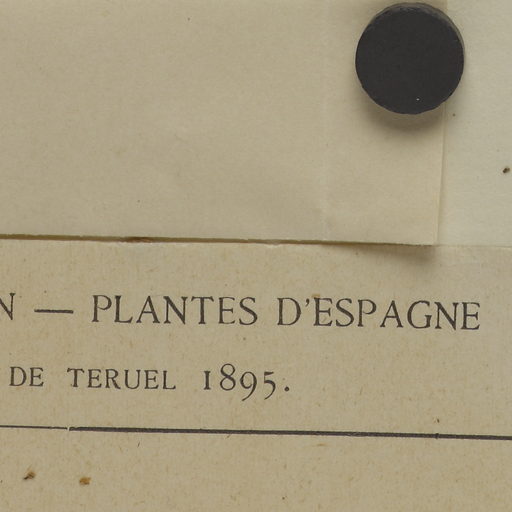 N — PLANTES D'ESPAGNE
DE TERUEL 1895.